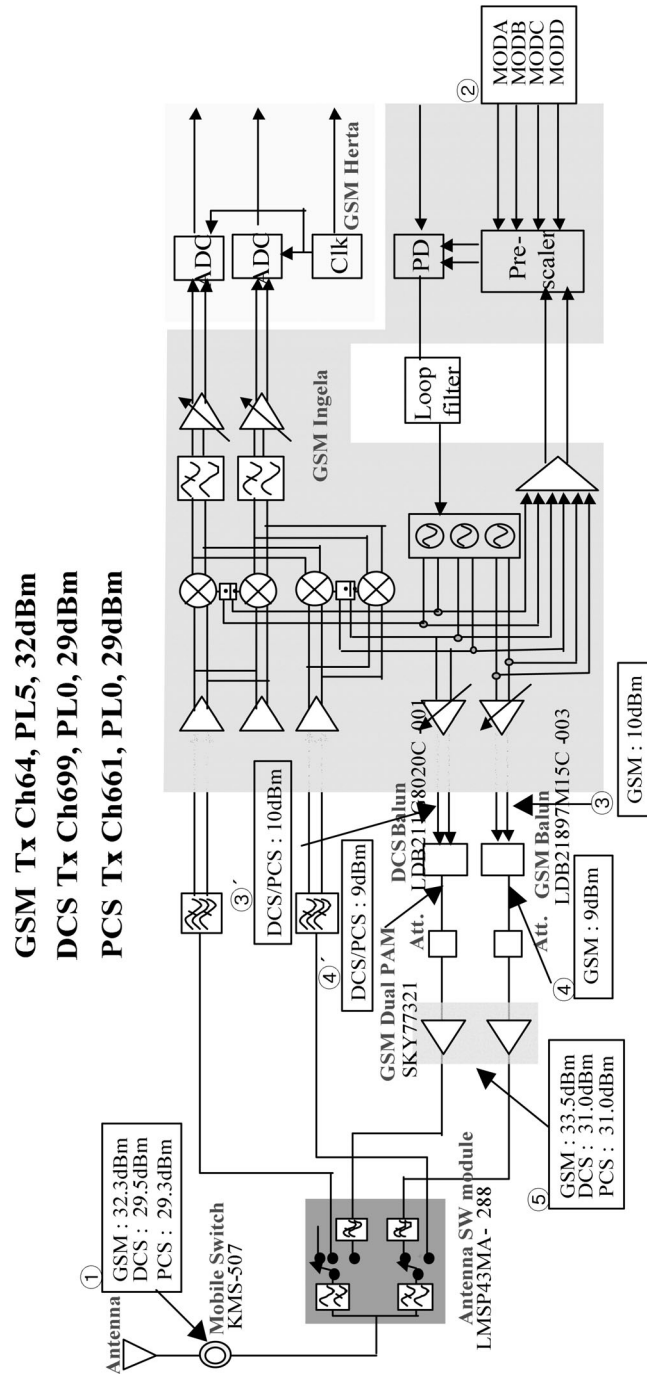 GSM Tx Ch64, PL5, 32dBm
DCS Tx Ch699, PL0, 29dBm
PCS Tx Ch661, PL0, 29dBm
Antenna
①
GSM : 32.3dBm
DCS : 29.5dBm
PCS : 29.3dBm
Mobile Switch
KMS-507
Antenna SW module
LMSP43MA- 288
⑤
GSM : 33.5dBm
DCS : 31.0dBm
PCS : 31.0dBm
GSM Dual PAM
SKY77321
Att.
Att.
④
GSM : 9dBm
④´
DCS/PCS : 9dBm
③´
DCS/PCS : 10dBm
DCS Balun
-001
GSM Balun
LDB21897M15C -003
③
GSM : 10dBm
GSM Ingela
Loop
filter
ADC
ADC
Clk
GSM Herta
PD
Pre-
scaler
②
MODA
MODB
MODC
MODD